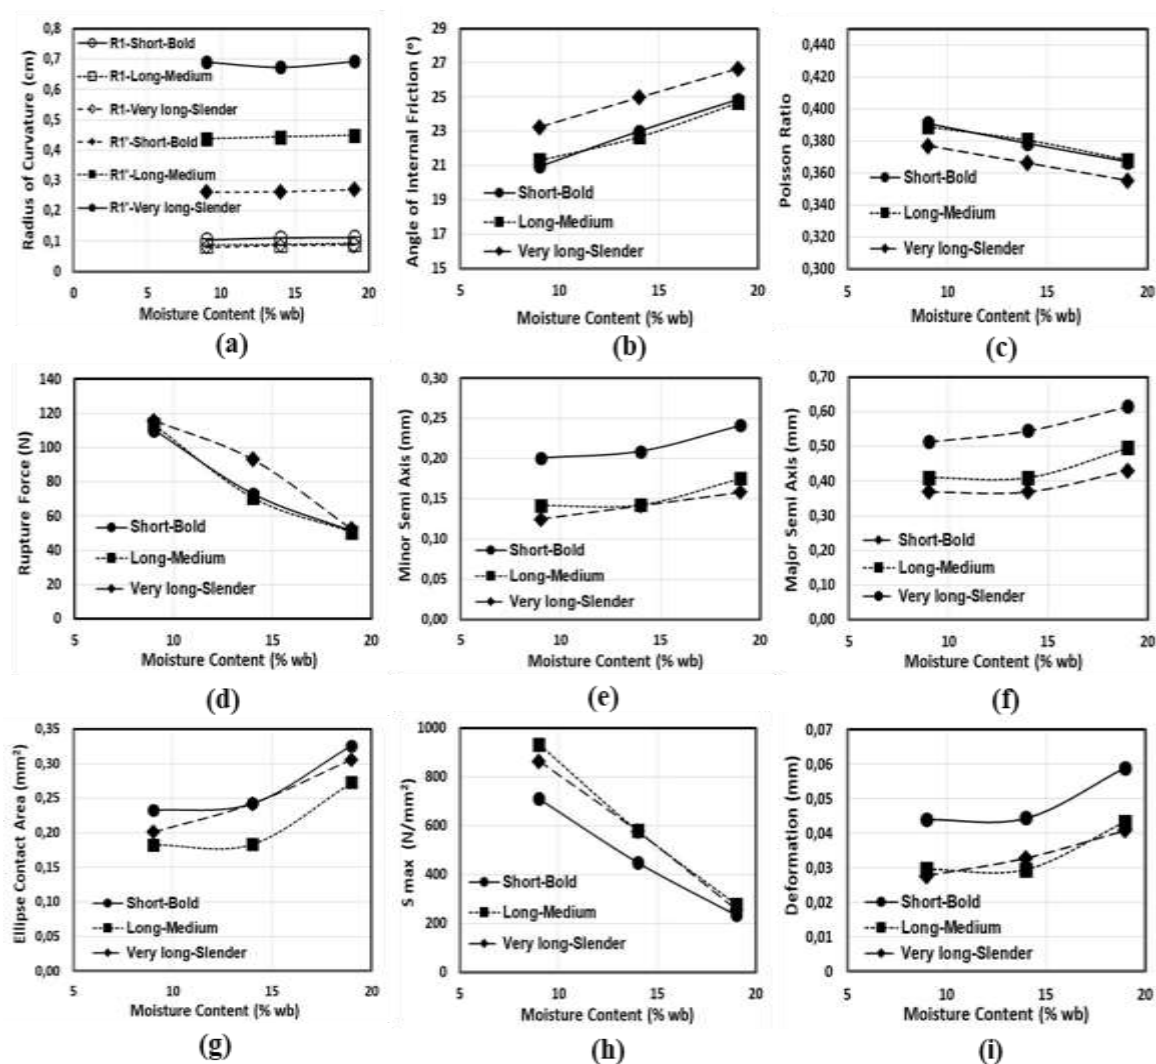 Radius of Curvature (cm)
0,8
0,7
0,6
0,5
0,4
0,3
0,2
0,1
0
R1-Short-Bold
R1-Long-Medium
R1-Very long-Slender
R1'-Short-Bold
R1'-Long-Medium
R1'-Very long-Slender
0 5 10 15 20
Moisture Content (% wb)
(a)
Angle of Internal Friction (°)
29
27
25
23
21
19
17
15
Short-Bold
Long-Medium
Very long-Slender
5 10 15 20
Moisture Content (% wb)
(b)
Poisson Ratio
0,440
0,420
0,400
0,380
0,360
0,340
0,320
0,300
Short-Bold
Long-Medium
Very long-Slender
5 10 15 20
Moisture Content (% wb)
(c)
Rupture Force (N)
140
120
100
80
60
40
20
0
Short-Bold
Long-Medium
Very long-Slender
5 10 15 20
Moisture Content (% wb)
(d)
Minor Semi Axis (mm)
0,30
0,25
0,20
0,15
0,10
0,05
0,00
Short-Bold
Long-Medium
Very long-Slender
5 10 15 20
Moisture Content (% wb)
(e)
Major Semi Axis (mm)
0,70
0,60
0,50
0,40
0,30
0,20
0,10
0,00
Short-Bold
Long-Medium
Very long-Slender
5 10 15 20
Moisture Content (% wb)
(f)
Ellipse Contact Area (mm²)
0,35
0,30
0,25
0,20
0,15
0,10
0,05
0,00
Short-Bold
Long-Medium
Very long-Slender
5 10 15 20
Moisture Content (% wb)
(g)
S max (N/mm²)
1000
800
600
400
200
0
Short-Bold
Long-Medium
Very long-Slender
5 10 15 20
Moisture Content (% wb)
(h)
Deformation (mm)
0,07
0,06
0,05
0,04
0,03
0,02
0,01
0
Short-Bold
Long-Medium
Very long-Slender
5 10 15 20
Moisture Content (% wb)
(i)